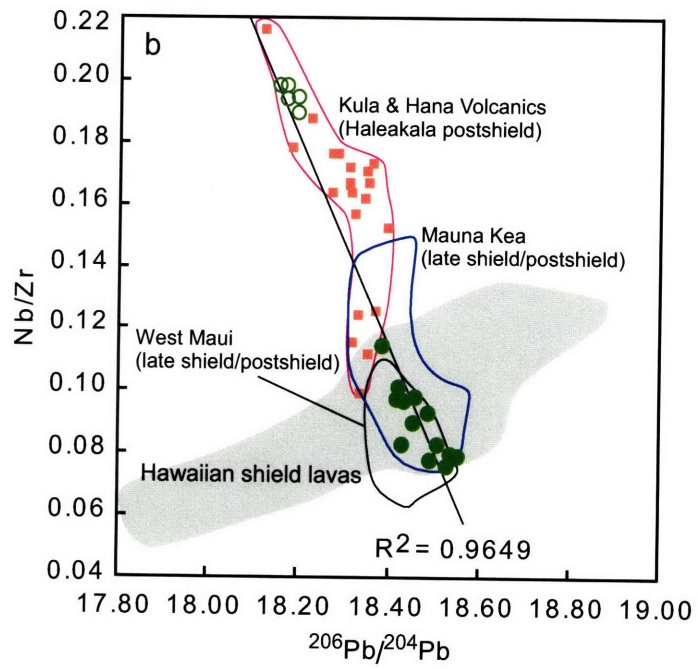 0.22
b
0.20
Kula & Hana Volcanics
(Haleakala postshield)
0.18
0.16
0.14
Mauna Kea
(late shield/postshield)
Nb/Zr
0.12
West Maui
(late shield/postshield)
0.10
0.08
Hawaiian shield lavas
0.06
R2 = 0.9649
0.04
17.80 18.00 18.20 18.40 18.60 18.80 19.00
206Pb/204Pb